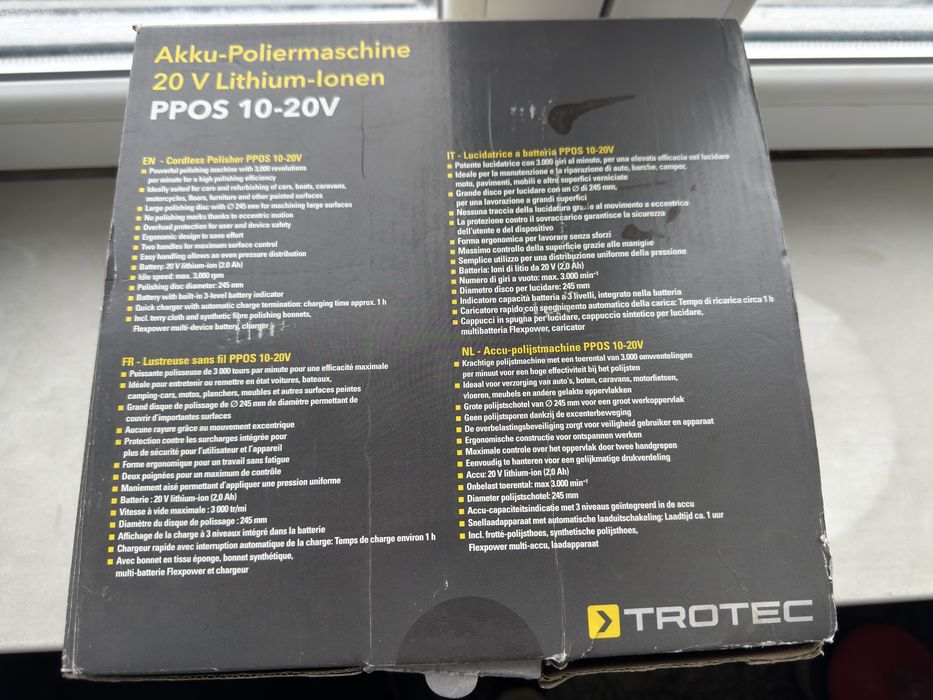 Akku-Poliermaschine
20 V Lithium-Ionen
PPOS 10-20V
EN - Cordless Polisher PPOS 10-20V
Powerful polishing machine with 3,000 revolutions
per minute for a high polishing efficiency
Ideally suited for care and refurbishing of cars, boats, caravans,
motorcycles, floors, furniture and other painted surfaces
Large polishing disc with Ø 245 mm for machining large surfaces
No polishing marks thanks to eccentric motion
Overload protection for user and device safety
Ergonomic design to save effort
Two handles for maximum surface control
Easy handling allows an even pressure distribution
Battery: 20 V lithium-ion (2.0 Ah)
Idle speed: max. 3,000 rpm
Polishing disc diameter: 245 mm
Battery with built-in 3-level battery indicator
Quick charger with automatic charge termination: charging time approx. 1 h
Incl. terry cloth and synthetic fibre polishing bonnets,
Flexpower multi-device battery, charger
IT - Lucidatrice a batteria PPOS 10-20V
Potente lucidatrice con 3.000 giri al minuto, per una elevata efficacia nel lucidare
Ideale per la manutenzione e la riparazione di auto, barche, camper,
moto, pavimenti, mobili e altre superfici verniciate
Grande disco per lucidare con un Ø di 245 mm,
per una lavorazione a grandi superfici
Nessuna traccia della lucidatura grazie al movimento a eccentrico
La protezione contro il sovraccarico garantisce la sicurezza
dell'utente e del dispositivo
Forma ergonomica per lavorare senza sforzi
Massimo controllo della superficie grazie alle maniglie
Semplice utilizzo per una distribuzione uniforme della pressione
Batteria: Ioni di litio da 20 V (2,0 Ah)
Numero di giri a vuoto: max. 3.000 min⁻¹
Diametro disco per lucidare: 245 mm
Indicatore capacità batteria a 3 livelli, integrato nella batteria
Caricatore rapido con spegnimento automatico della carica: Tempo di ricarica circa 1 h
Cappucci in spugna per lucidare, cappuccio sintetico per lucidare,
multibatteria Flexpower, caricator
FR - Lustreuse sans fil PPOS 10-20V
Puissante polisseuse de 3 000 tours par minute pour une efficacité maximale
Idéale pour entretenir ou remettre en état voitures, bateaux,
camping-cars, motos, planchers, meubles et autres surfaces peintes
Grand disque de polissage de Ø 245 mm de diamètre permettant de
couvrir d'importantes surfaces
Aucune rayure grâce au mouvement excentrique
Protection contre les surcharges intégrée pour
plus de sécurité pour l'utilisateur et l'appareil
Forme ergonomique pour un travail sans fatigue
Deux poignées pour un maximum de contrôle
Maniement aisé permettant d'appliquer une pression uniforme
Batterie : 20 V lithium-ion (2,0 Ah)
Vitesse à vide maximale : 3 000 tr/mi
Diamètre du disque de polissage : 245 mm
Affichage de la charge à 3 niveaux intégré dans la batterie
Chargeur rapide avec interruption automatique de la charge: Temps de charge environ 1 h
Avec bonnet en tissu éponge, bonnet synthétique,
multi-batterie Flexpower et chargeur
NL - Accu-polijstmachine PPOS 10-20V
Krachtige polijstmachine met een toerental van 3.000 omwentelingen
per minuut voor een hoge effectiviteit bij het polijsten
Ideaal voor verzorging van auto's, boten, caravans, motorfietsen,
vloeren, meubels en andere gelakte oppervlakken
Grote polijstschotel van Ø 245 mm voor een groot werkoppervlak
Geen polijstsporen dankzij de excenterbeweging
De overbelastingsbeveiliging zorgt voor veiligheid gebruiker en apparaat
Ergonomische constructie voor ontspannen werken
Maximale controle over het oppervlak door twee handgrepen
Eenvoudig te hanteren voor een gelijkmatige drukverdeling
Accu: 20 V lithium-ion (2,0 Ah)
Onbelast toerental: max 3.000 min⁻¹
Diameter polijstschotel: 245 mm
Accu-capaciteitsindicatie met 3 niveaus geïntegreerd in de accu
Snellaadapparaat met automatische laaduitschakeling: Laadtijd ca. 1 uur
Incl. frotté-polijsthoes, synthetische polijsthoes,
Flexpower multi-accu, laadapparaat
TROTEC